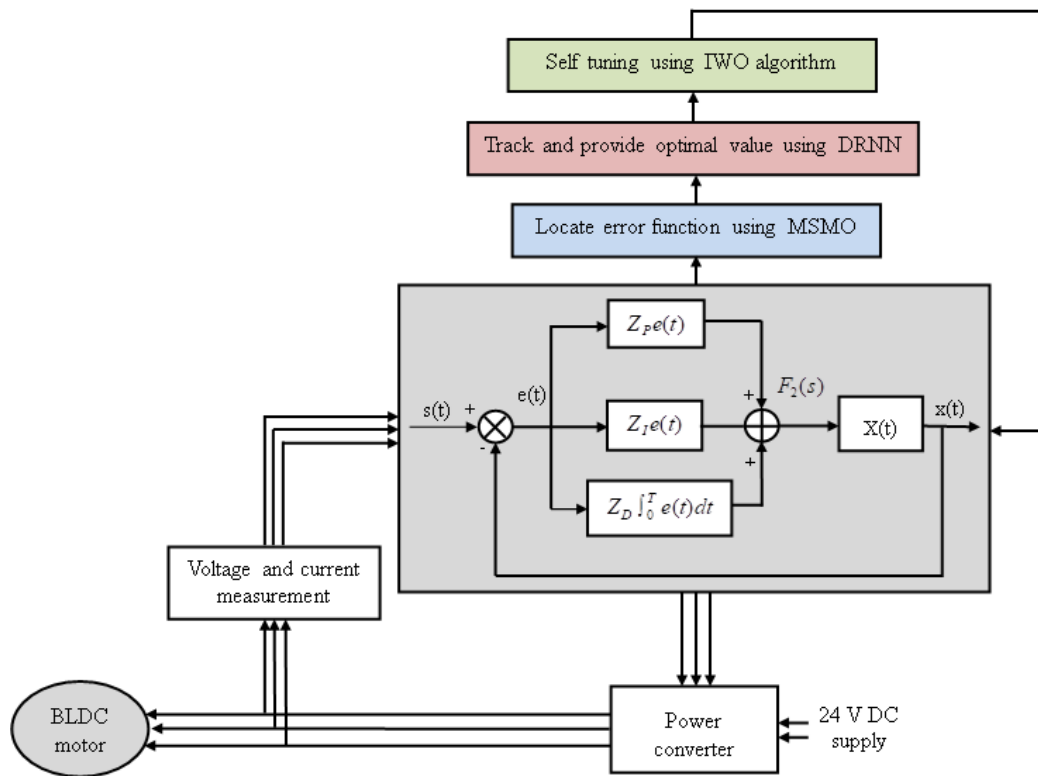 Self tuning using IWO algorithm
Track and provide optimal value using DRNN
Locate error function using MSMO
Z_P e(t)
s(t)
+
-
e(t)
Z_I e(t)
+
F_2(s)
+
X(t)
x(t)
Z_D ∫_0^T e(t)dt
Voltage and current
measurement
BLDC
motor
Power
converter
24 V DC
supply